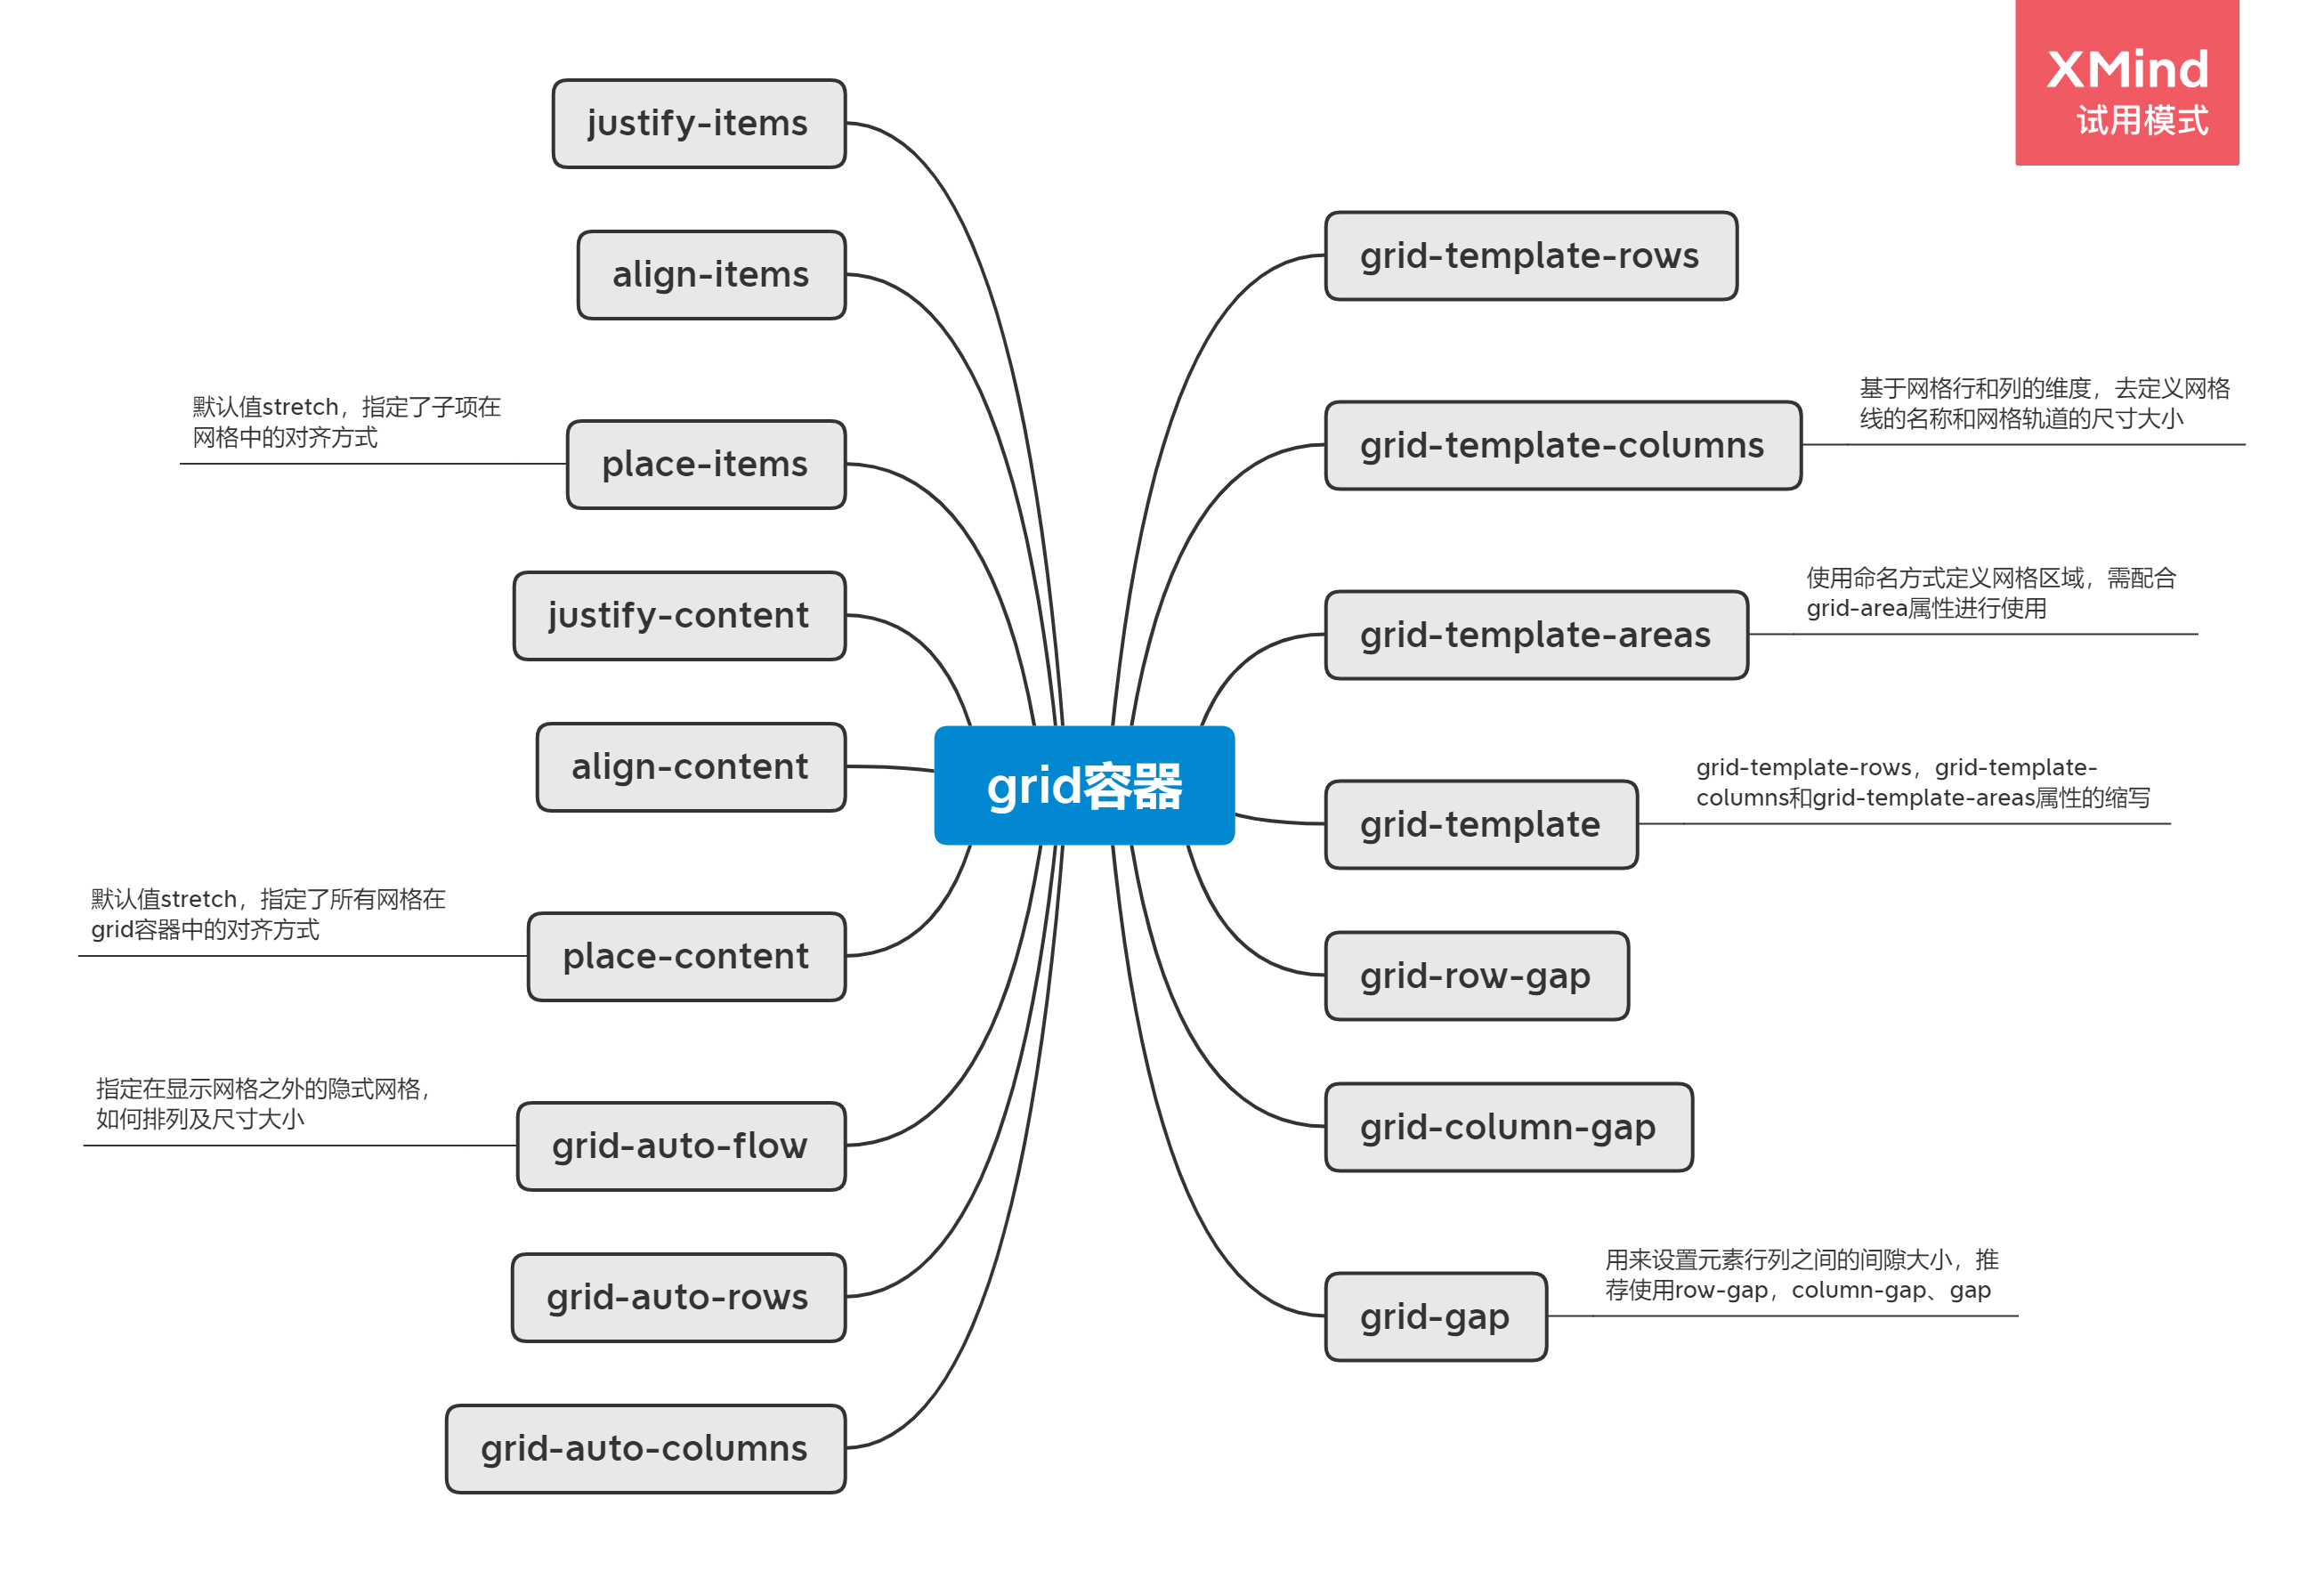 XMind
试用模式
justify-items
align-items
默认值stretch，指定了子项在
网格中的对齐方式
place-items
justify-content
align-content
默认值stretch，指定了所有网格在
grid容器中的对齐方式
place-content
指定在显示网格之外的隐式网格，
如何排列及尺寸大小
grid-auto-flow
grid-auto-rows
grid-auto-columns
grid容器
grid-template-rows
grid-template-columns
基于网格行和列的维度，去定义网格
线的名称和网格轨道的尺寸大小
grid-template-areas
使用命名方式定义网格区域，需配合
grid-area属性进行使用
grid-template
grid-template-rows，grid-template-
columns和grid-template-areas属性的缩写
grid-row-gap
grid-column-gap
grid-gap
用来设置元素行列之间的间隙大小，推
荐使用row-gap，column-gap、gap